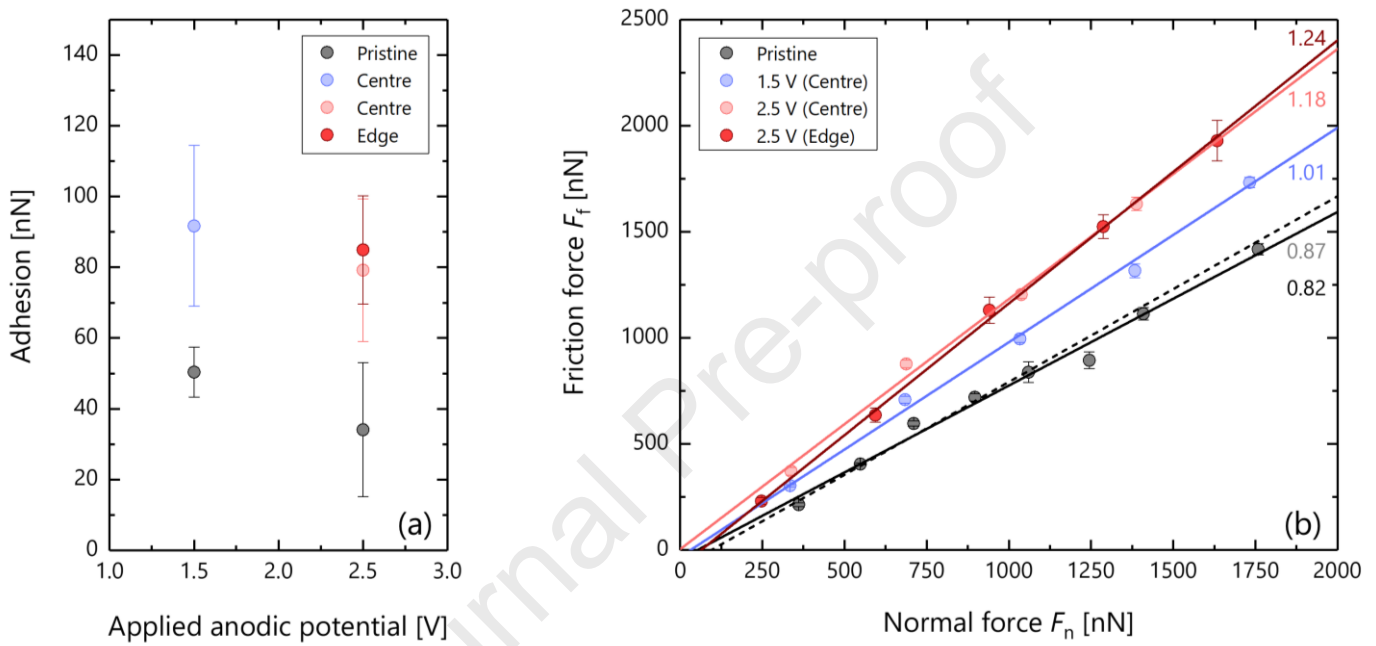 140
120
100
80
60
40
20
0
1.0 1.5 2.0 2.5 3.0
Adhesion [nN]
Applied anodic potential [V]
Pristine
Centre
Centre
Edge
(a)
2500
2000
1500
1000
500
0
0 250 500 750 1000 1250 1500 1750 2000
Friction force Ff [nN]
Normal force Fn [nN]
Pristine
1.5 V (Centre)
2.5 V (Centre)
2.5 V (Edge)
1.24
1.18
1.01
0.87
0.82
(b)
rnal Pre-proof